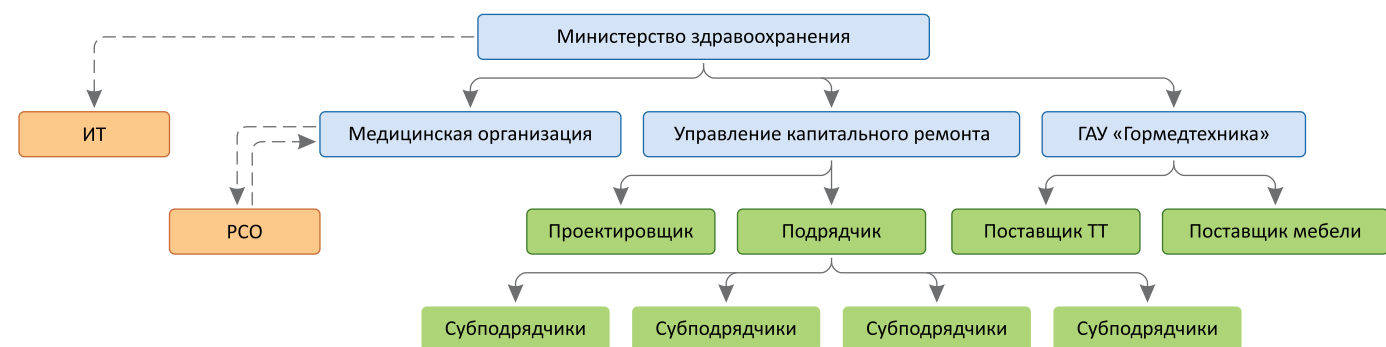 Министерство здравоохранения
ИТ
Медицинская организация
Управление капитального ремонта
ГАУ «Гормедтехника»
РСО
Проектировщик
Подрядчик
Поставщик ТТ
Поставщик мебели
Субподрядчики
Субподрядчики
Субподрядчики
Субподрядчики